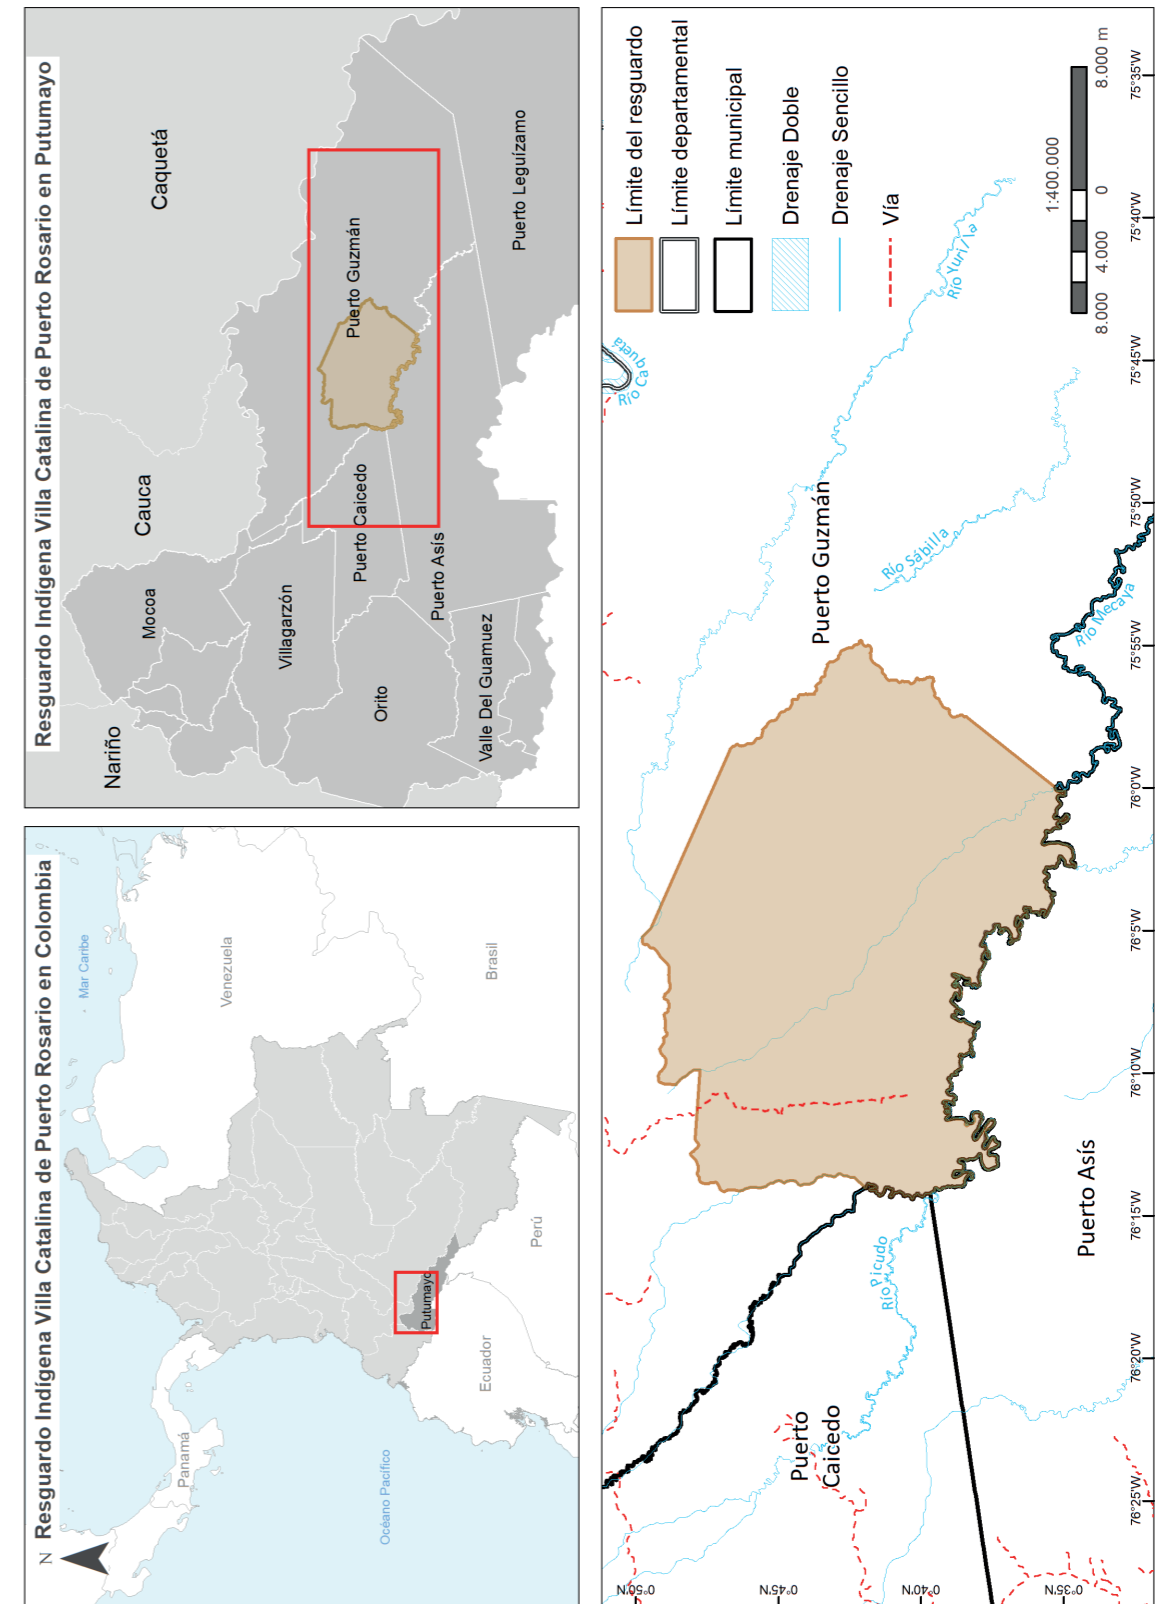 Resguardo Indígena Villa Catalina de Puerto Rosario en Colombia
N
Mar Caribe
Panamá
Venezuela
Océano Pacífico
Putumayo
Ecuador
Brasil
Perú
Resguardo Indígena Villa Catalina de Puerto Rosario en Putumayo
Nariño
Cauca
Caquetá
Mocoa
Villagarzón
Puerto Guzmán
Puerto Caicedo
Orito
Puerto Asís
Valle Del Guamuez
Puerto Leguízamo
Límite del resguardo
Límite departamental
Límite municipal
Drenaje Doble
Drenaje Sencillo
Vía
1:400.000
8.000 4.000 0 8.000 m
Río Caquetá
Puerto Guzmán
Río Yurilla
Río Sábilla
Río Mecaya
Río Picudo
Puerto
Caicedo
Puerto Asís
0°50'N
0°45'N
0°40'N
0°35'N
76°25'W
76°20'W
76°15'W
76°10'W
76°5'W
76°0'W
75°55'W
75°50'W
75°45'W
75°40'W
75°35'W